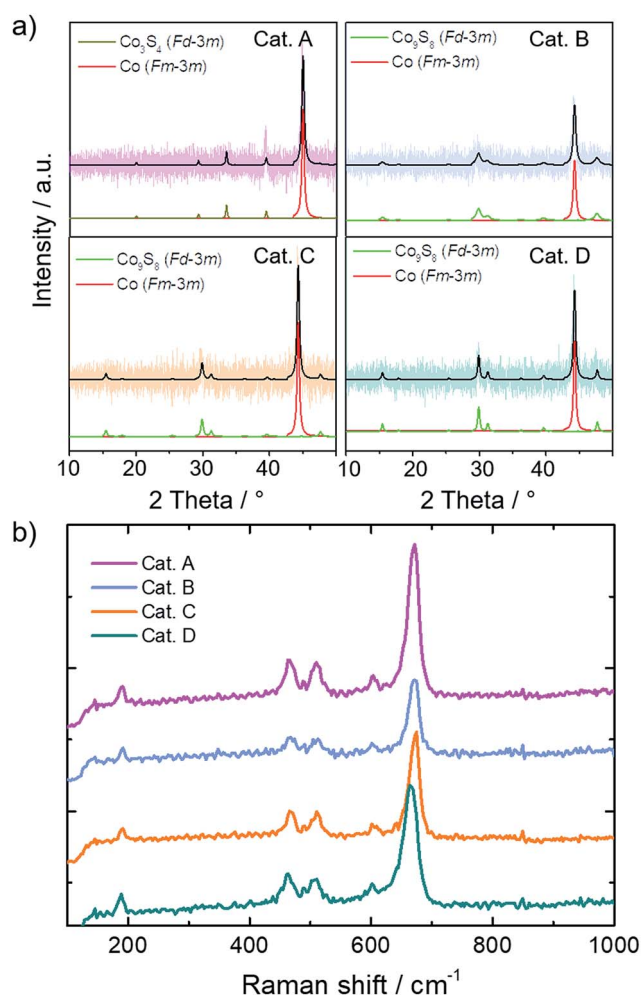 a)
Co₃S₄ (Fd-3m)
Co (Fm-3m)
Cat. A
Co₉S₈ (Fd-3m)
Co (Fm-3m)
Cat. B
Co₉S₈ (Fd-3m)
Co (Fm-3m)
Cat. C
Co₉S₈ (Fd-3m)
Co (Fm-3m)
Cat. D
Intensity / a.u.
10 20 30 40
10 20 30 40
2 Theta / °
2 Theta / °
b)
Cat. A
Cat. B
Cat. C
Cat. D
200 400 600 800 1000
Raman shift / cm⁻¹